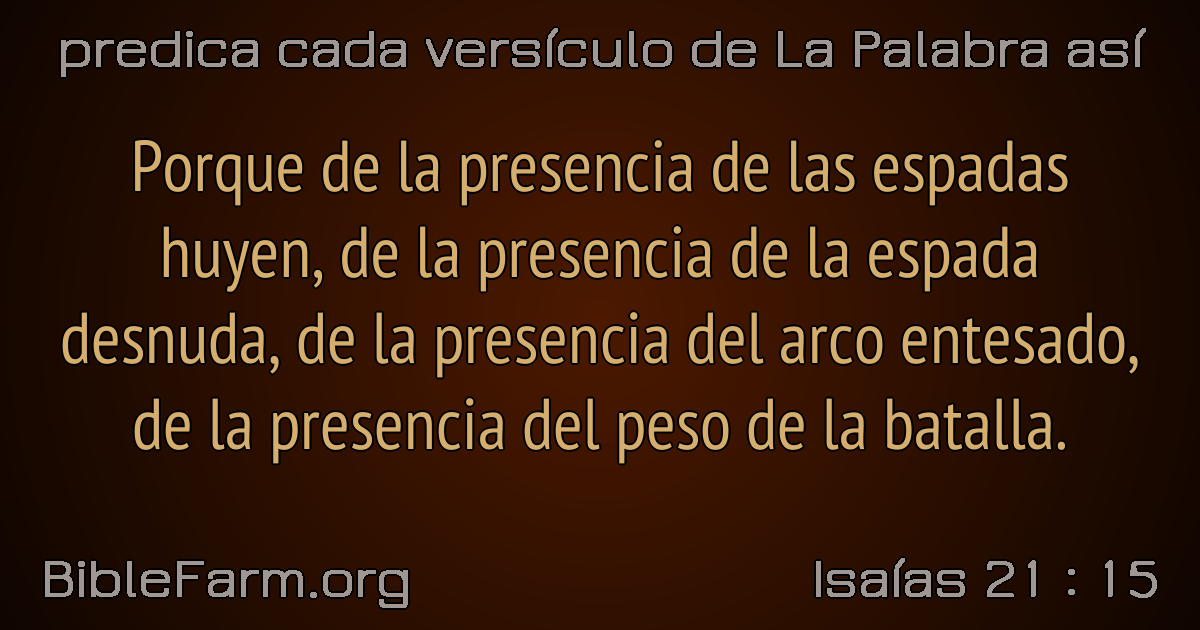 predica cada versículo de La Palabra así
Porque de la presencia de las espadas
huyen, de la presencia de la espada
desnuda, de la presencia del arco entesado,
de la presencia del peso de la batalla.
BibleFarm.org
Isaías 21 : 15